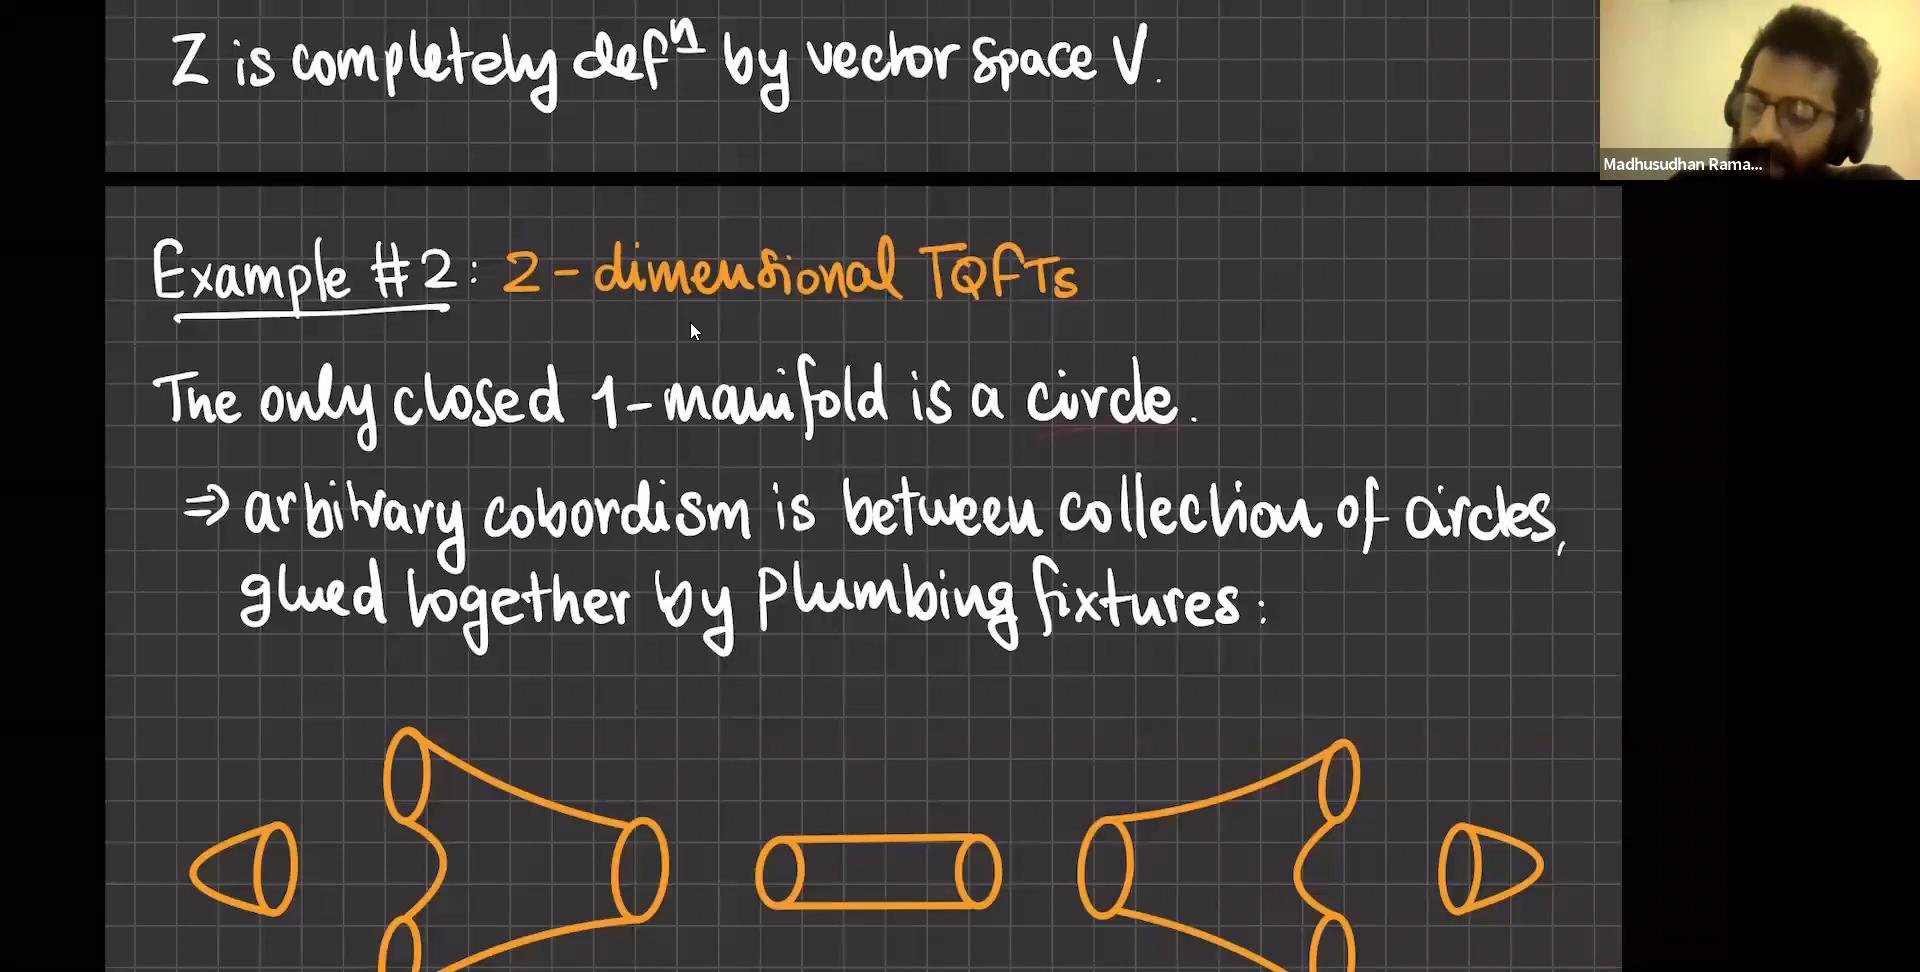 Z is completely defⁿ by vector space V.
Madhusudhan Rama...
Example #2: 2-dimensional TQFTs
The only closed 1-manifold is a circle.
⇒ arbitrary cobordism is between collection of circles,
glued together by plumbing fixtures: